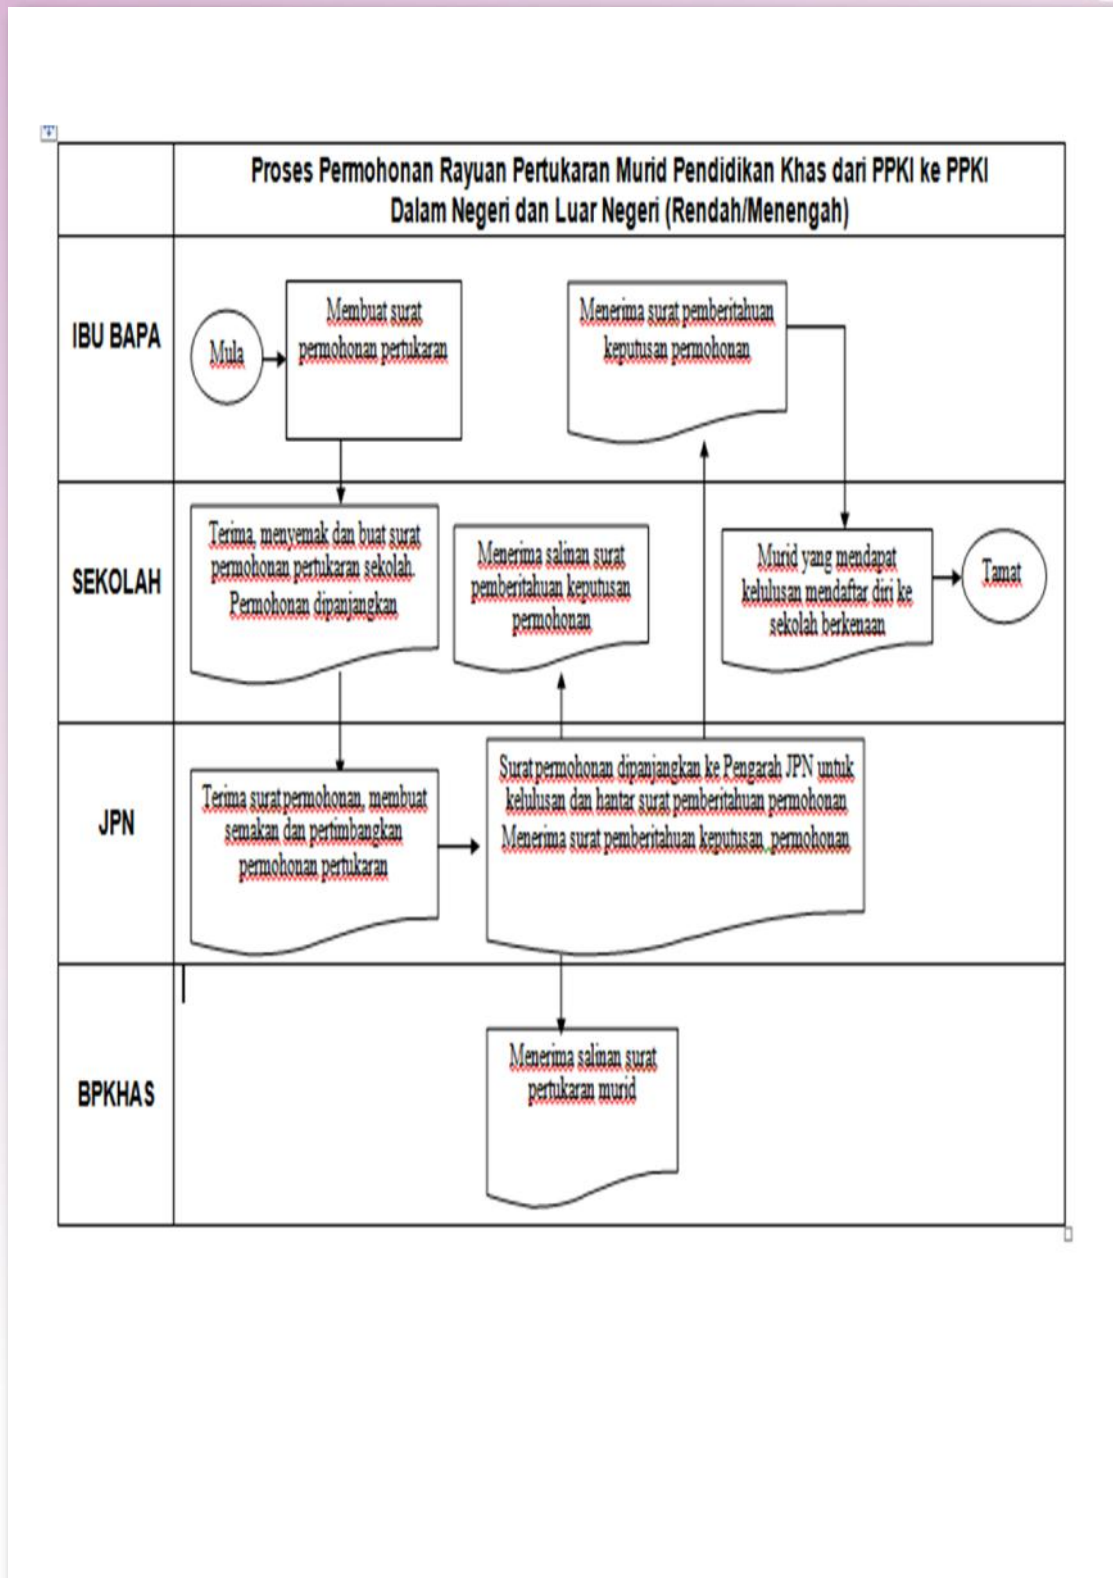 Proses Permohonan Rayuan Pertukaran Murid Pendidikan Khas dari PPKI ke PPKI
Dalam Negeri dan Luar Negeri (Rendah/Menengah)
IBU BAPA
Mula
Membuat surat
permohonan pertukaran
Menerima surat pemberitahuan
keputusan permohonan
SEKOLAH
Terima, menyemak dan buat surat
permohonan pertukaran sekolah.
Permohonan dipanjangkan
Menerima salinan surat
pemberitahuan keputusan
permohonan
Murid yang mendapat
kelulusan mendaftar diri ke
sekolah berkenaan
Tamat
JPN
Terima surat permohonan, membuat
semakan dan pertimbangkan
permohonan pertukaran
Surat permohonan dipanjangkan ke Pengarah JPN untuk
kelulusan dan hantar surat pemberitahuan permohonan
Menerima surat pemberitahuan keputusan permohonan
BPKHAS
Menerima salinan surat
pertukaran murid